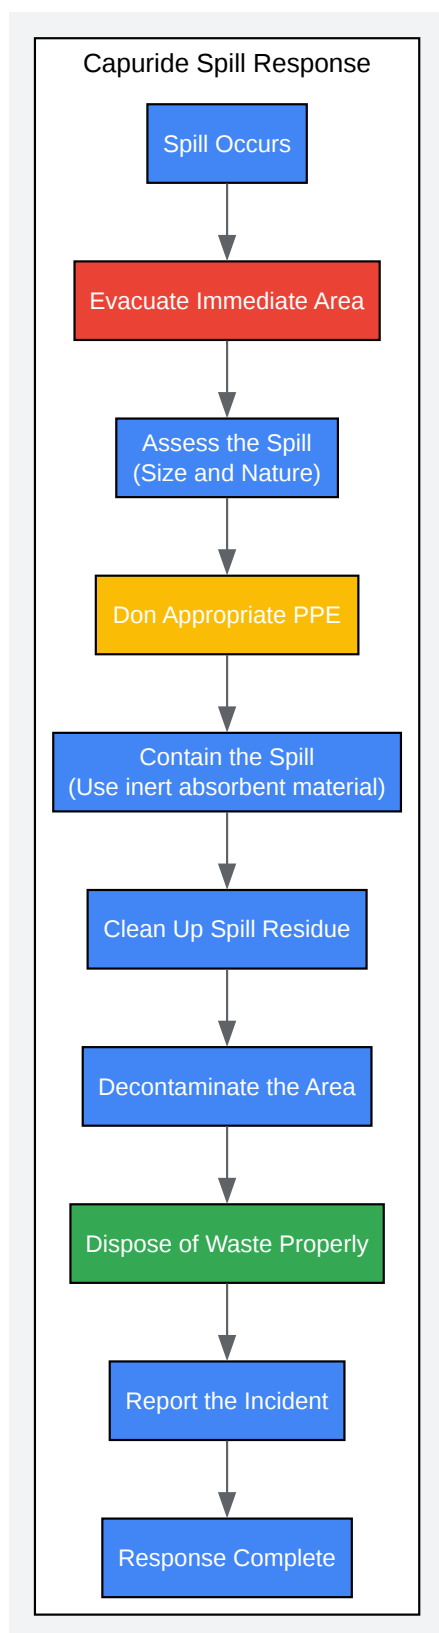 Capuride Spill Response
Spill Occurs
Evacuate Immediate Area
Assess the Spill
(Size and Nature)
Don Appropriate PPE
Contain the Spill
(Use inert absorbent material)
Clean Up Spill Residue
Decontaminate the Area
Dispose of Waste Properly
Report the Incident
Response Complete